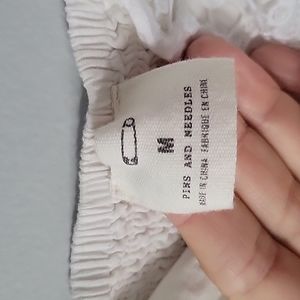 M
PINS AND NEEDLES
MADE IN CHINA FABRIQUE EN CHINE